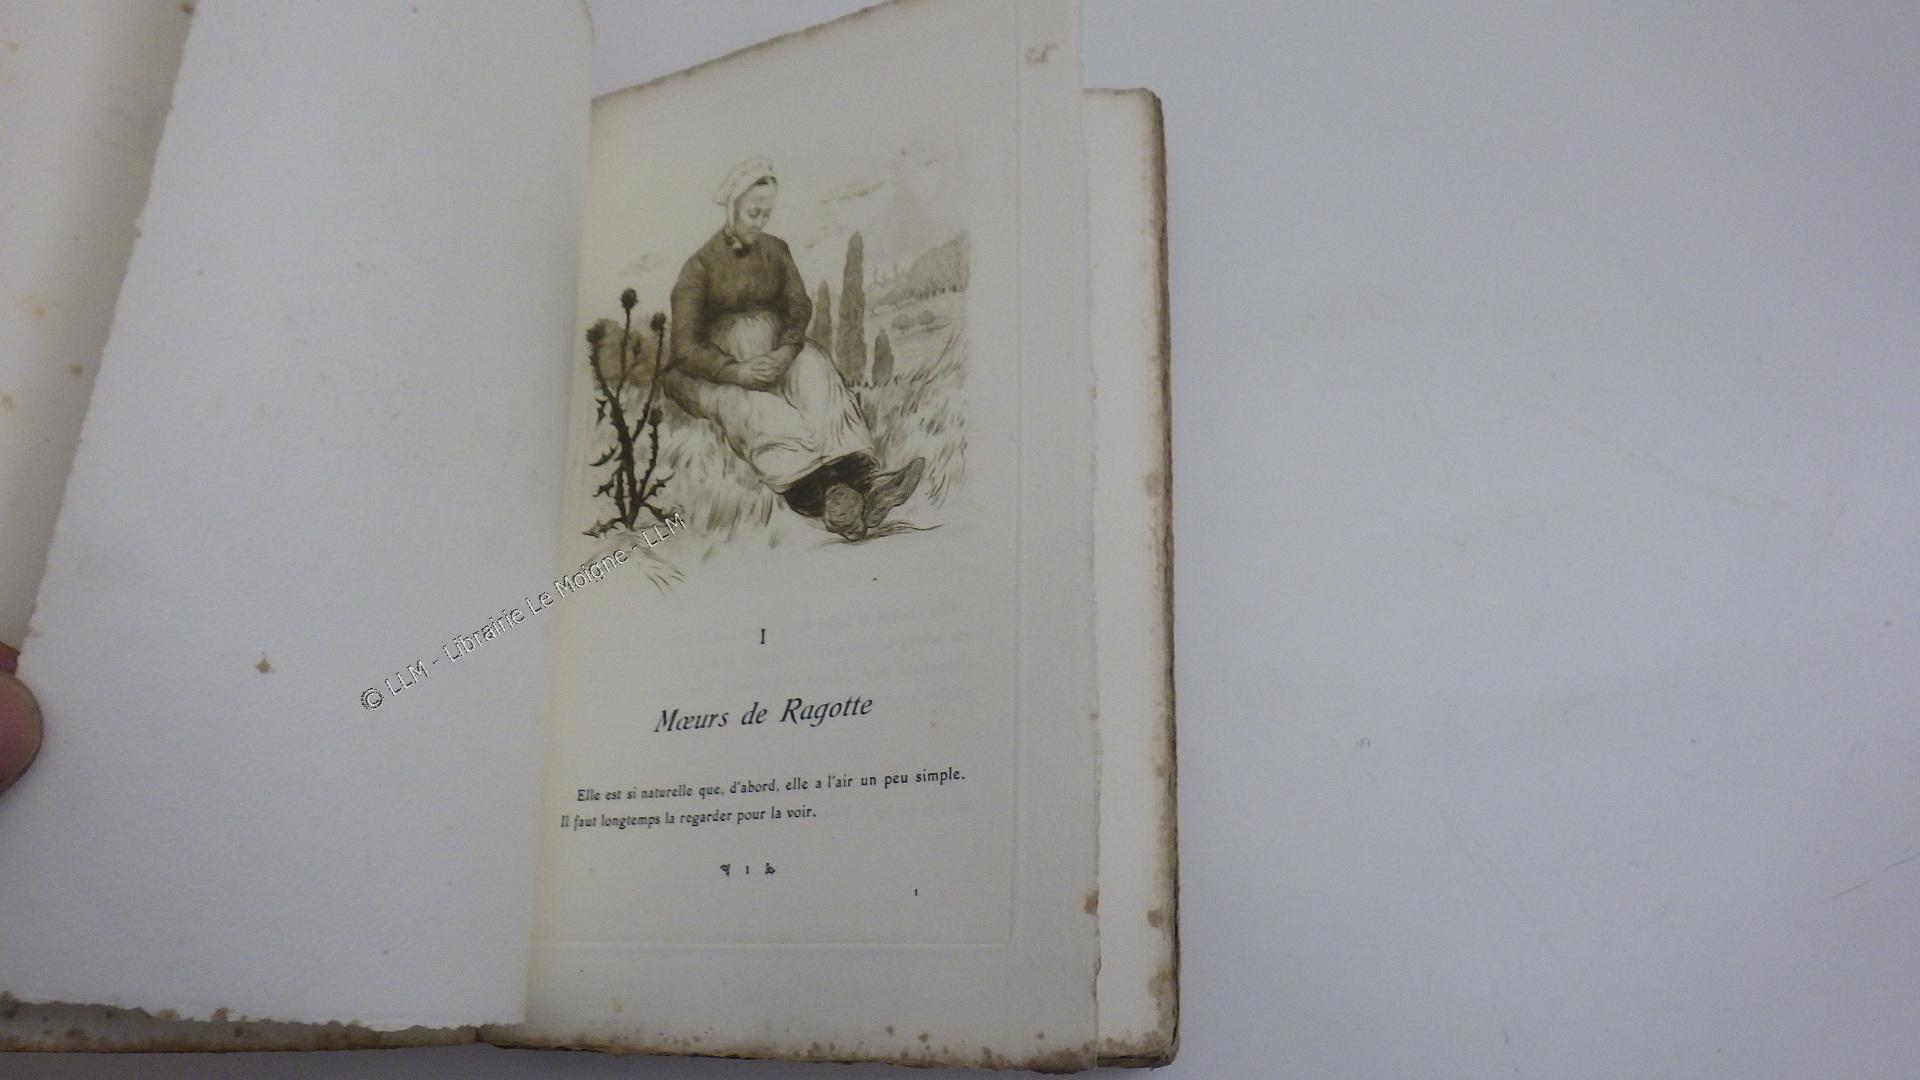 I
Mœurs de Ragotte
Elle est si naturelle que, d'abord, elle a l'air un peu simple.
Il faut longtemps la regarder pour la voir.
1
1
© LLM - Librairie Le Moigne - LLM